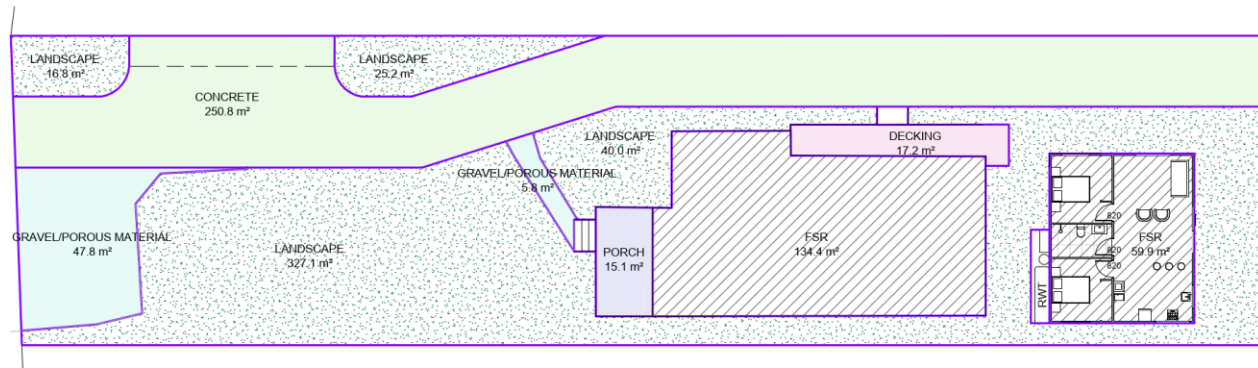 LANDSCAPE
16.8 m²
LANDSCAPE
25.2 m²
CONCRETE
250.8 m²
LANDSCAPE
40.0 m²
DECKING
17.2 m²
GRAVEL/POROUS MATERIAL
5.8 m²
GRAVEL/POROUS MATERIAL
47.8 m²
LANDSCAPE
327.1 m²
PORCH
15.1 m²
FSR
134.4 m²
820
FSR
59.9 m²
820
820
RWT